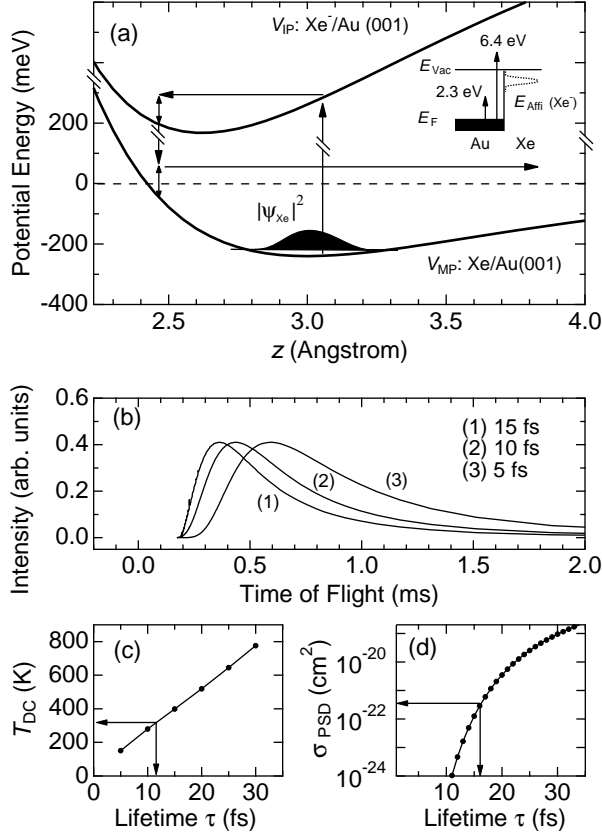 (a)
V_IP: Xe⁻/Au (001)
6.4 eV
E_Vac
2.3 eV
E_Affi (Xe⁻)
E_F
Au Xe
|ψ_Xe|²
V_MP: Xe/Au(001)
Potential Energy (meV)
200
0
-200
-400
2.5 3.0 3.5 4.0
z (Angstrom)
(b)
(1) 15 fs
(2) 10 fs
(3) 5 fs
(1)
(2)
(3)
Intensity (arb. units)
0.4
0.2
0.0
0.0 0.5 1.0 1.5 2.0
Time of Flight (ms)
(c)
T_DC (K)
800
600
400
200
0
0 10 20 30
Lifetime τ (fs)
(d)
σ_PSD (cm²)
10⁻²⁰
10⁻²²
10⁻²⁴
10 20 30
Lifetime τ (fs)